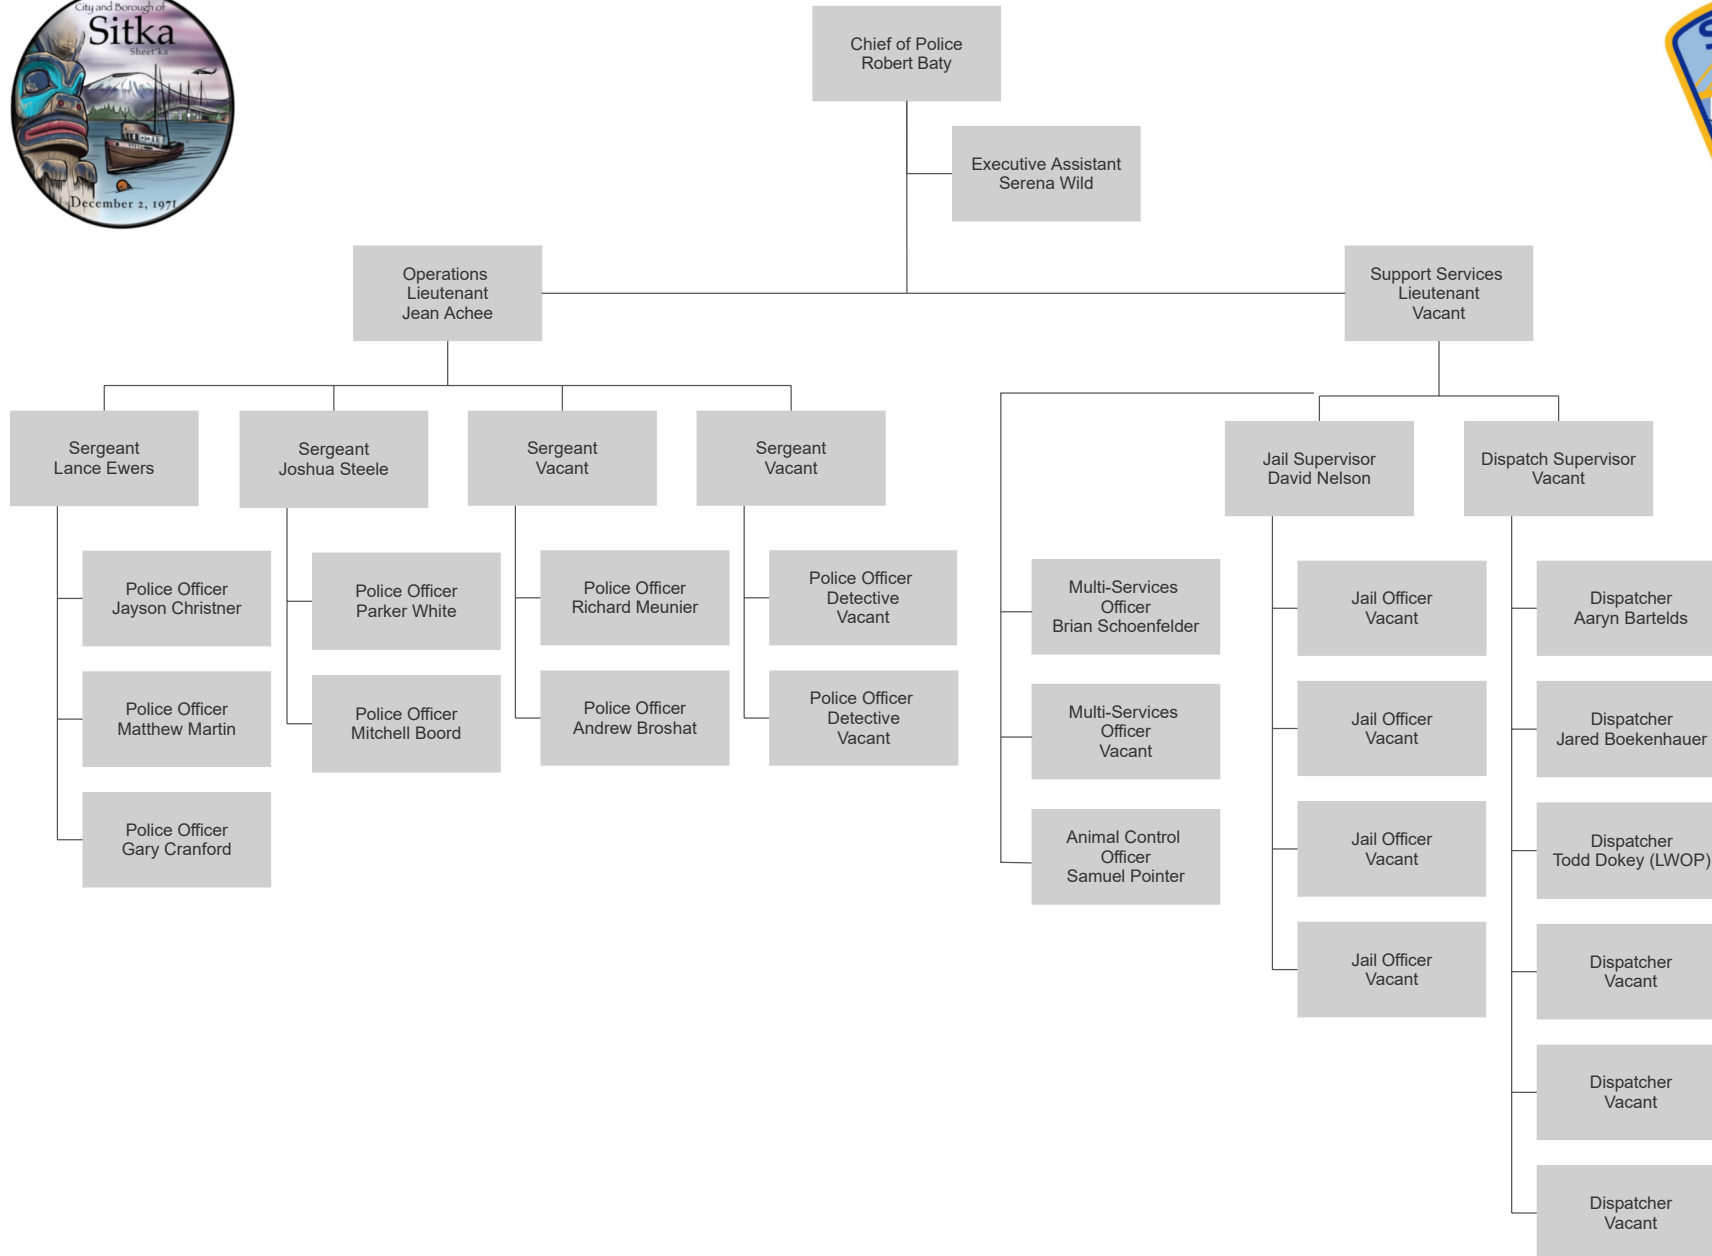 City and Borough of
Sitka
Sheet'ka
December 2, 1971
Chief of Police
Robert Baty
Executive Assistant
Serena Wild
Operations
Lieutenant
Jean Achee
Support Services
Lieutenant
Vacant
Sergeant
Lance Ewers
Sergeant
Joshua Steele
Sergeant
Vacant
Sergeant
Vacant
Jail Supervisor
David Nelson
Dispatch Supervisor
Vacant
Police Officer
Jayson Christner
Police Officer
Matthew Martin
Police Officer
Gary Cranford
Police Officer
Parker White
Police Officer
Mitchell Boord
Police Officer
Richard Meunier
Police Officer
Andrew Broshat
Police Officer
Detective
Vacant
Police Officer
Detective
Vacant
Multi-Services
Officer
Brian Schoenfelder
Multi-Services
Officer
Vacant
Animal Control
Officer
Samuel Pointer
Jail Officer
Vacant
Jail Officer
Vacant
Jail Officer
Vacant
Jail Officer
Vacant
Dispatcher
Aaryn Bartelds
Dispatcher
Jared Boekenhauer
Dispatcher
Todd Dokey (LWOP)
Dispatcher
Vacant
Dispatcher
Vacant
Dispatcher
Vacant